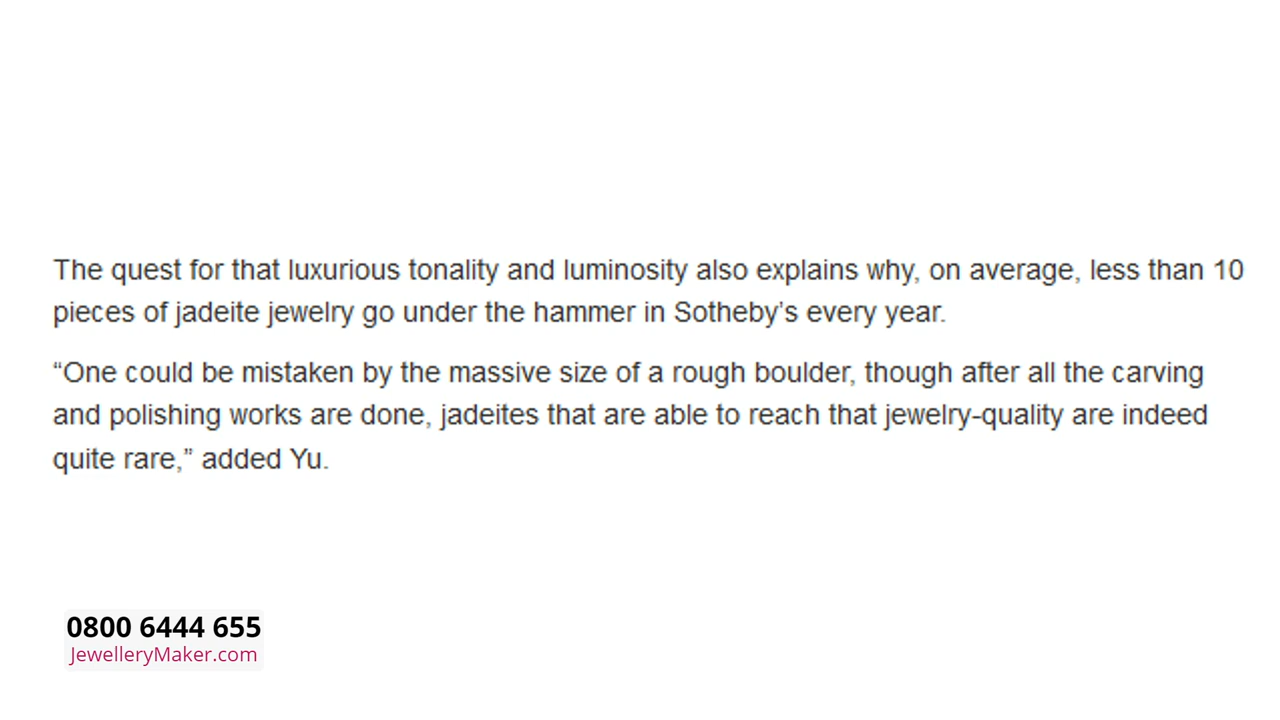 The quest for that luxurious tonality and luminosity also explains why, on average, less than 10
pieces of jadeite jewelry go under the hammer in Sotheby’s every year.
“One could be mistaken by the massive size of a rough boulder, though after all the carving
and polishing works are done, jadeites that are able to reach that jewelry-quality are indeed
quite rare,” added Yu.
0800 6444 655
JewelleryMaker.com